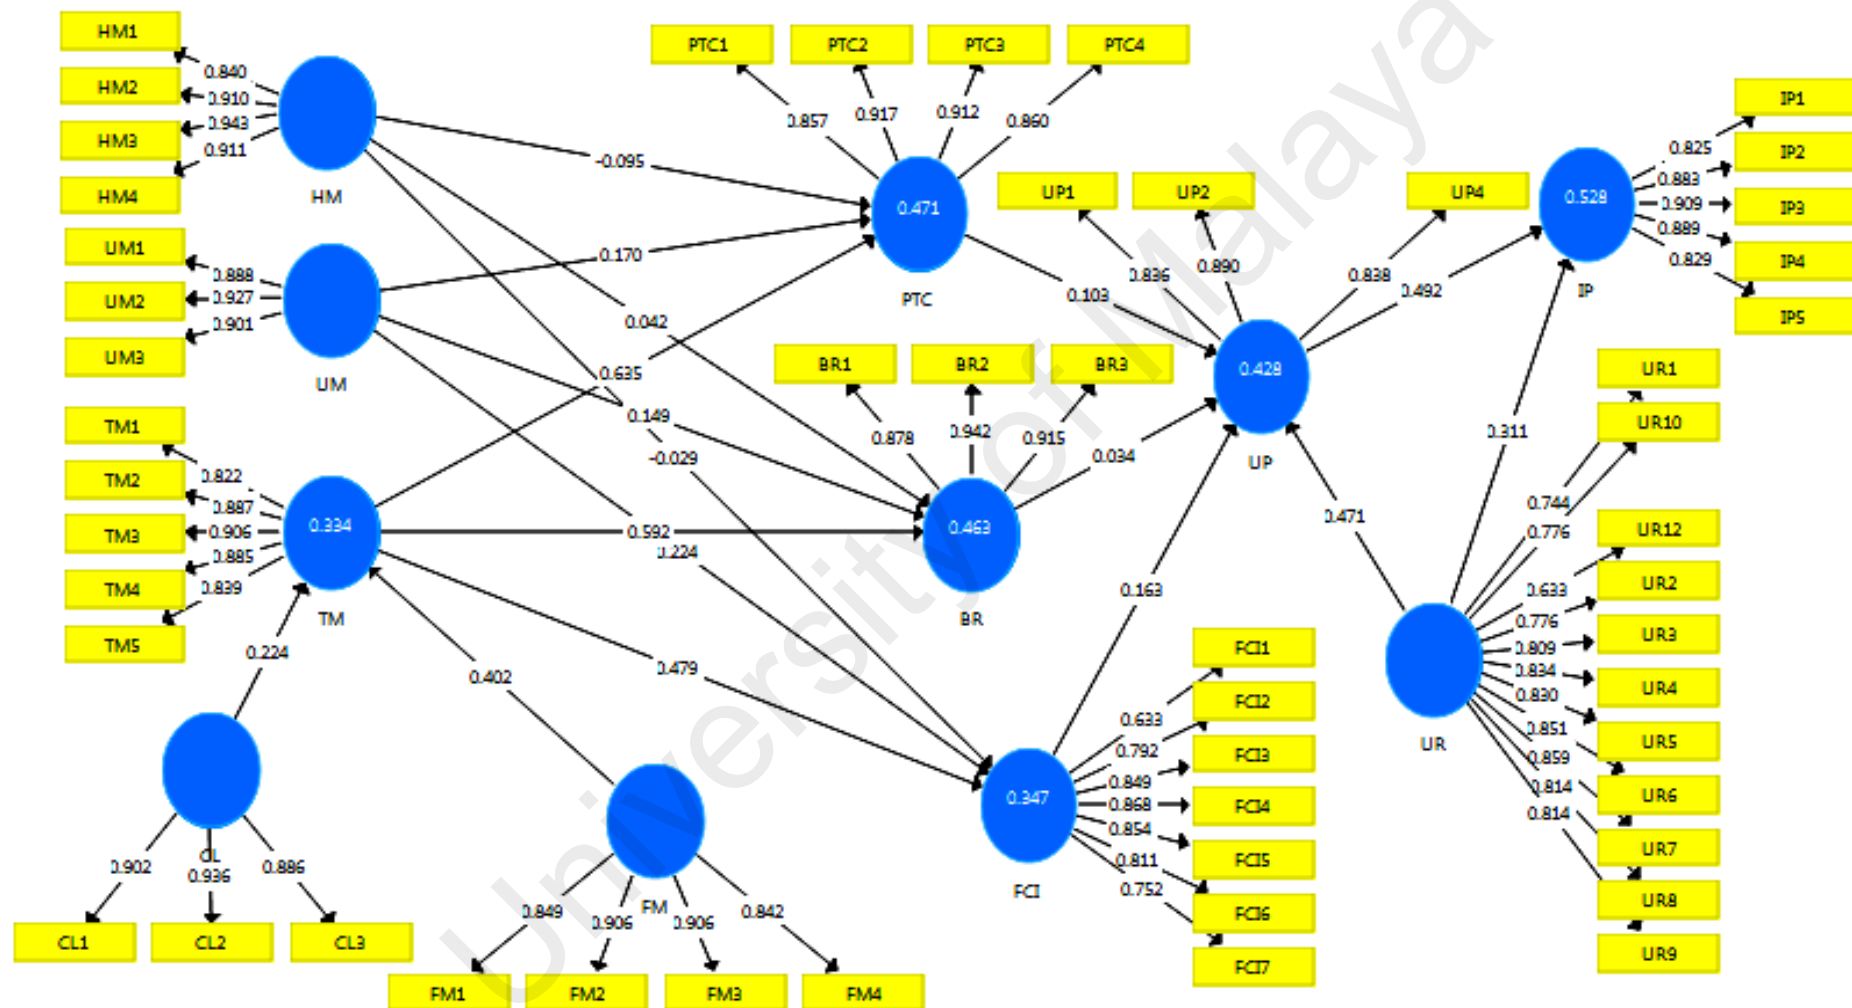 HM1
HM2
HM3
HM4
0.840
0.910
0.943
0.911
HM
UM1
UM2
UM3
0.888
0.927
0.901
UM
TM1
TM2
TM3
TM4
TM5
0.822
0.887
0.906
0.885
0.839
0.334
TM
0.224
0.402
CL
0.902
0.936
0.886
CL1
CL2
CL3
FM
0.849
0.906
0.906
0.842
FM1
FM2
FM3
FM4
-0.095
0.170
0.042
0.635
0.149
-0.029
0.592
0.224
0.479
PTC1
PTC2
PTC3
PTC4
0.857
0.917
0.912
0.860
0.471
PTC
BR1
BR2
BR3
0.878
0.942
0.915
0.463
BR
0.103
0.034
0.163
0.471
FCI1
FCI2
FCI3
FCI4
FCI5
FCI6
FCI7
0.633
0.792
0.849
0.868
0.854
0.811
0.752
0.347
FCI
UP1
UP2
UP4
0.836
0.890
0.838
0.428
UP
0.492
0.311
IP1
IP2
IP3
IP4
IP5
0.825
0.883
0.909
0.889
0.829
0.528
IP
UR1
UR10
UR12
UR2
UR3
UR4
UR5
UR6
UR7
UR8
UR9
0.744
0.776
0.633
0.776
0.809
0.834
0.830
0.851
0.859
0.814
0.814
UR
University of Malaya